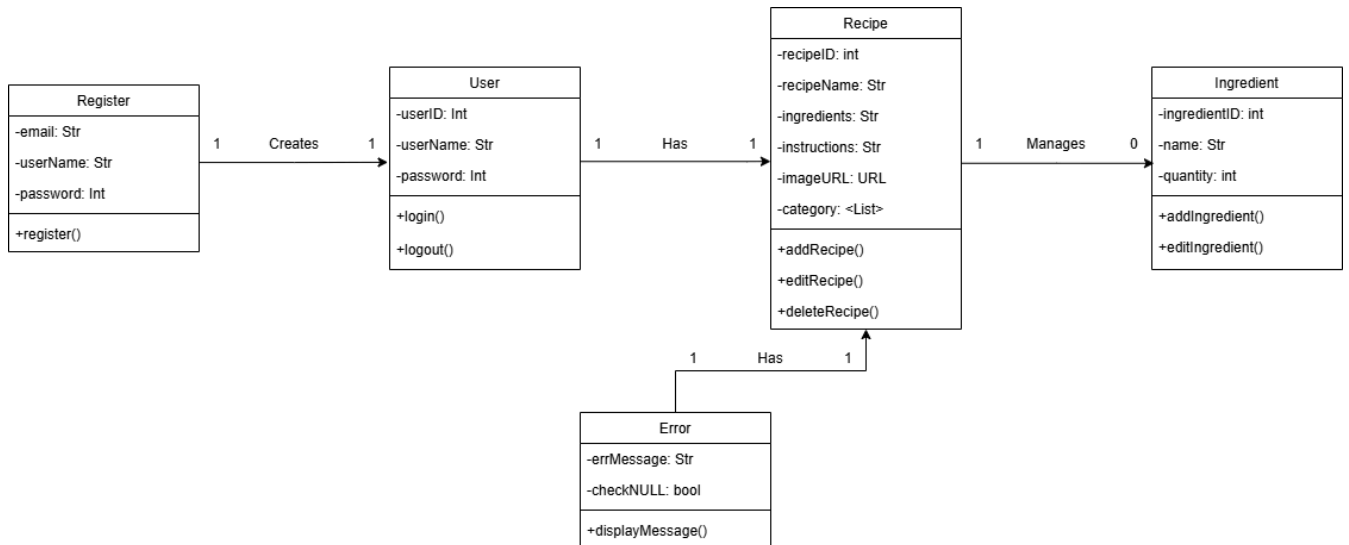 Register
-email: Str
-userName: Str
-password: Int
+register()
1 Creates 1
User
-userID: Int
-userName: Str
-password: Int
+login()
+logout()
1 Has 1
Recipe
-recipeID: int
-recipeName: Str
-ingredients: Str
-instructions: Str
-imageURL: URL
-category: <List>
+addRecipe()
+editRecipe()
+deleteRecipe()
1 Manages 0
Ingredient
-ingredientID: int
-name: Str
-quantity: int
+addIngredient()
+editIngredient()
1 Has 1
Error
-errMessage: Str
-checkNULL: bool
+displayMessage()